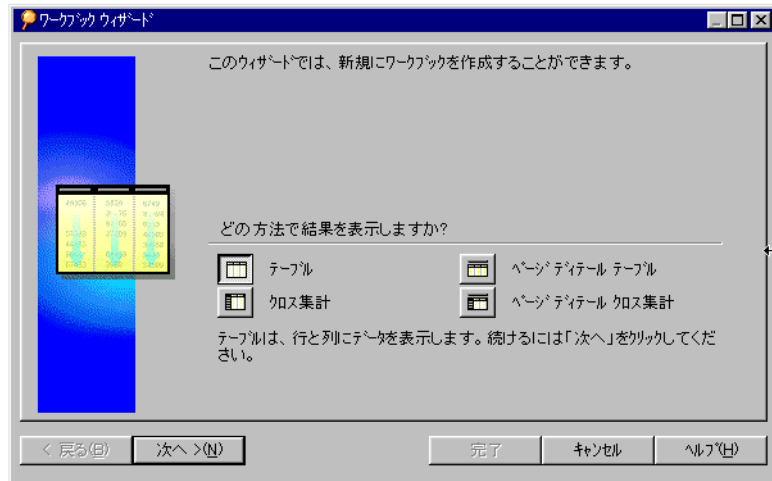 ワークブック ウィザード
このウィザードでは、新規にワークブックを作成することができます。
どの方法で結果を表示しますか?
テーブル
ページ ディテール テーブル
クロス集計
ページ ディテール クロス集計
テーブルは、行と列にデータを表示します。続けるには「次へ」をクリックしてくだ
さい。
< 戻る(B)
次へ >(N)
完了
キャンセル
ヘルプ(H)